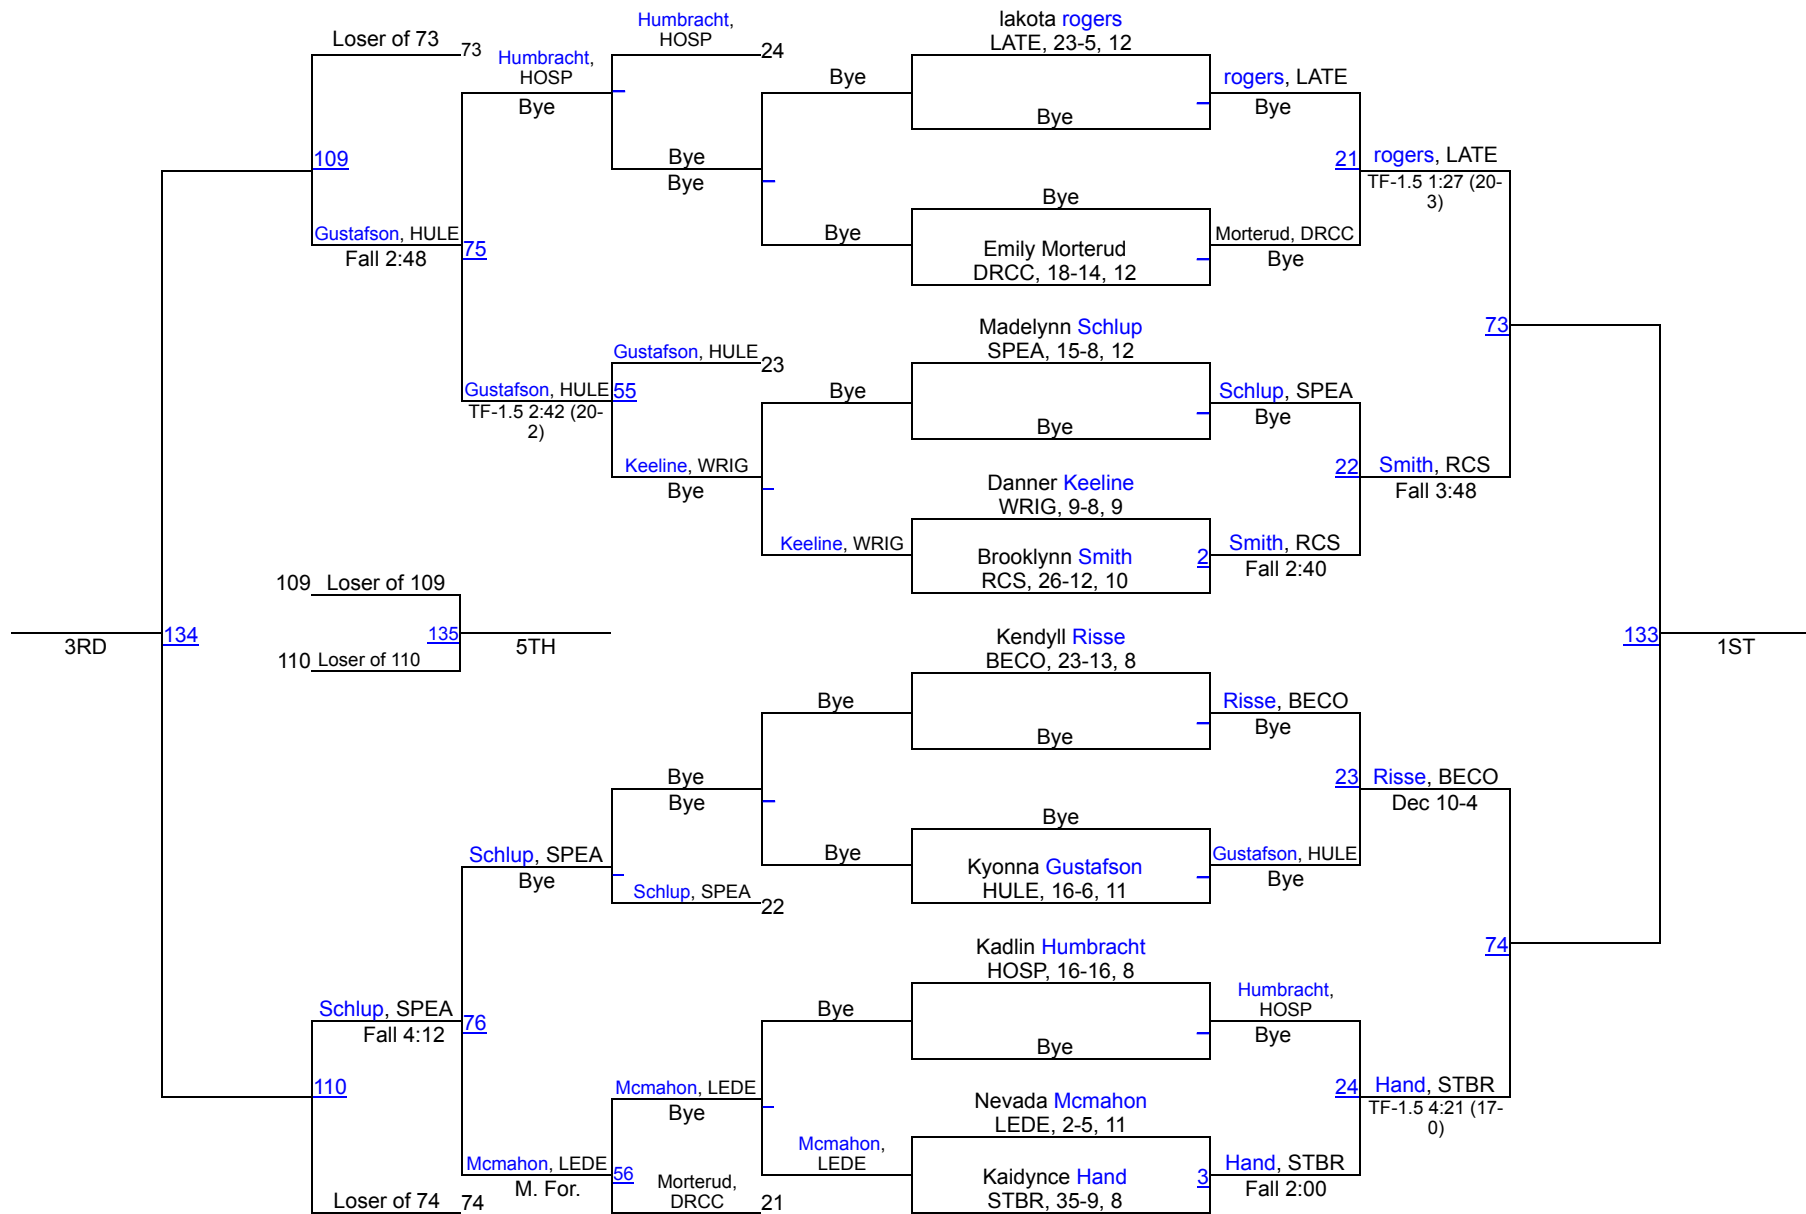 Loser of 73
73
109
Gustafson, HULE
Fall 2:48
Humbracht,
HOSP
Bye
75
Humbracht,
HOSP
24
Bye
Bye
Gustafson, HULE
23
Gustafson, HULE
55
TF-1.5 2:42 (20-
2)
Keeline, WRIG
Bye
Bye
Bye
Bye
Keeline, WRIG
lakota rogers
LATE, 23-5, 12
Bye
Bye
Emily Morterud
DRCC, 18-14, 12
Madelynn Schlup
SPEA, 15-8, 12
Bye
Danner Keeline
WRIG, 9-8, 9
Brooklynn Smith
RCS, 26-12, 10
2
rogers, LATE
Bye
21
Morterud, DRCC
Bye
Schlup, SPEA
Bye
22
Smith, RCS
Fall 2:40
rogers, LATE
TF-1.5 1:27 (20-
3)
73
Smith, RCS
Fall 3:48
109 Loser of 109
3RD
134
135
5TH
110 Loser of 110
133
1ST
Kendyll Risse
BECO, 23-13, 8
Bye
Bye
Kyonna Gustafson
HULE, 16-6, 11
Kadlin Humbracht
HOSP, 16-16, 8
Bye
Nevada Mcmahon
LEDE, 2-5, 11
Kaidynce Hand
STBR, 35-9, 8
3
Bye
Bye
Bye
Mcmahon,
LEDE
Bye
Bye
Schlup, SPEA
22
Schlup, SPEA
Bye
Schlup, SPEA
Fall 4:12
76
110
Mcmahon, LEDE
Bye
Mcmahon, LEDE
M. For.
56
Morterud,
DRCC
21
Loser of 74
74
Risse, BECO
Bye
23
Gustafson, HULE
Bye
Humbracht,
HOSP
Bye
24
Hand, STBR
Fall 2:00
Risse, BECO
Dec 10-4
74
Hand, STBR
TF-1.5 4:21 (17-
0)